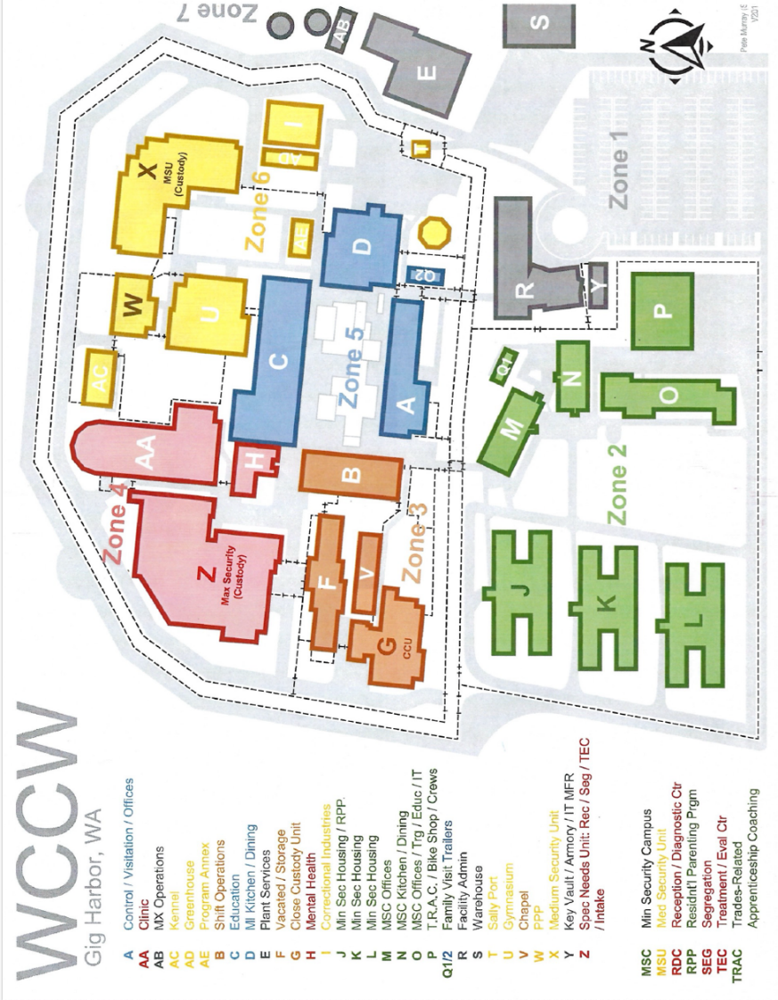 WCCW
Gig Harbor, WA
A Control / Visitation / Offices
AA Clinic
AB MX Operations
AC Kennel
AD Greenhouse
AE Program Annex
B Shift Operations
C Education
D MI Kitchen / Dining
E Plant Services
F Vacated / Storage
G Close Custody Unit
H Mental Health
I Correctional Industries
J Min Sec Housing / RPP.
K Min Sec Housing
L Min Sec Housing
M MSC Offices
N MSC Kitchen / Dining
O MSC Offices / Trg / Educ / IT
P T.R.A.C. / Bike Shop / Crews
Q1/2 Family Visit Trailers
R Facility Admin
S Warehouse
T Sally Port
U Gymnasium
V Chapel
W PPP
X Medium Security Unit
Y Key Vault / Armory / IT MFR
Z Spec Needs Unit: Rec / Seg / TEC
/ Intake
MSC Min Security Campus
MSU Med Security Unit
RDC Reception / Diagnostic Ctr
RPP Residnt'l Parenting Prgm
SEG Segregation
TEC Treatment / Eval Ctr
TRAC Trades-Related
Apprenticeship Coaching
Zone 4
AA
H
Z
Max Security
(Custody)
AC
W
U
X
MSU
(Custody)
Zone 6
I
AD
AE
T
Zone 7
AB
E
S
N
Pete Murray
C
Zone 5
D
Q2
A
B
Zone 3
F
V
G
CCU
Zone 1
R
Y
P
Q1
M
N
O
Zone 2
J
K
L